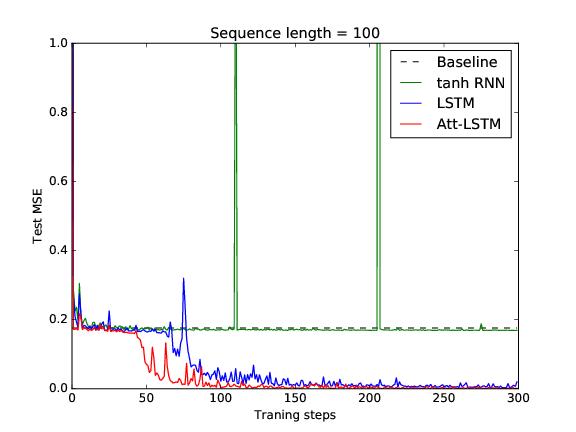 Sequence length = 100
1.0
0.8
0.6
0.4
0.2
0.0
Test MSE
Baseline
tanh RNN
LSTM
Att-LSTM
0 50 100 150 200 250 300
Traning steps